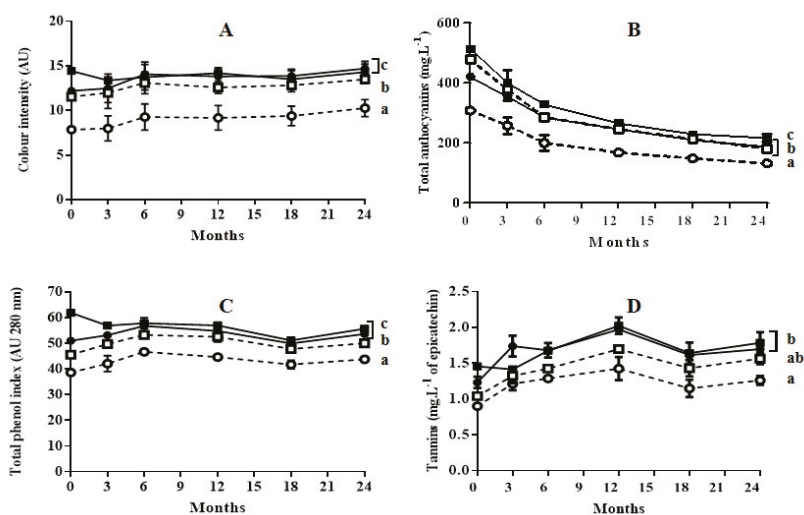 A
Colour intensity (AU)
20
15
10
5
0
0 3 6 9 12 15 18 21 24
Months
c
b
a
B
Total anthocyanins (mg.L⁻¹)
600
400
200
0
0 3 6 9 12 15 18 21 24
Months
c
b
a
C
Total phenol index (AU 280 nm)
70
60
50
40
30
20
10
0
0 3 6 9 12 15 18 21 24
Months
c
b
a
D
Tannins (mg.L⁻¹ of epicatechin)
2.5
2.0
1.5
1.0
0.5
0.0
0 3 6 9 12 15 18 21 24
Months
b
ab
a